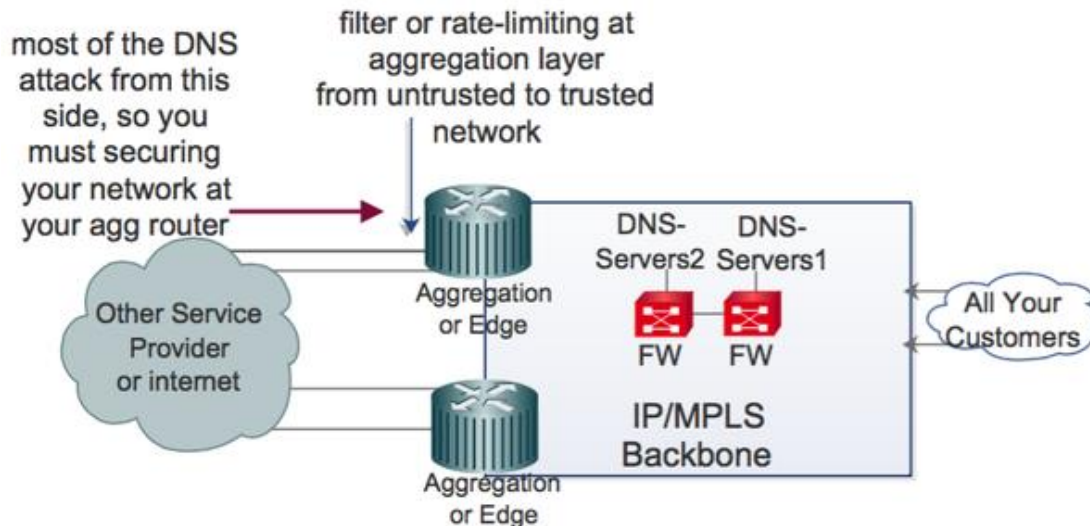 most of the DNS
attack from this
side, so you
must securing
your network at
your agg router
filter or rate-limiting at
aggregation layer
from untrusted to trusted
network
Other Service
Provider
or internet
Aggregation
or Edge
Aggregation
or Edge
DNS-
Servers2
DNS-
Servers1
FW
FW
IP/MPLS
Backbone
All Your
Customers